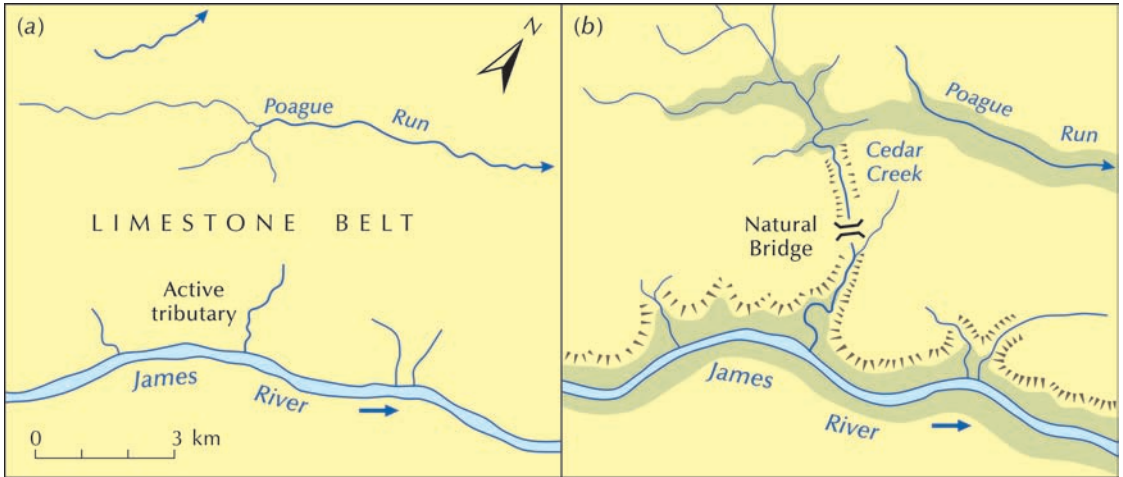 (a)
N
Poague
Run
LIMESTONE BELT
Active
tributary
James
River
0 3 km
(b)
Poague
Run
Cedar
Creek
Natural
Bridge
James
River